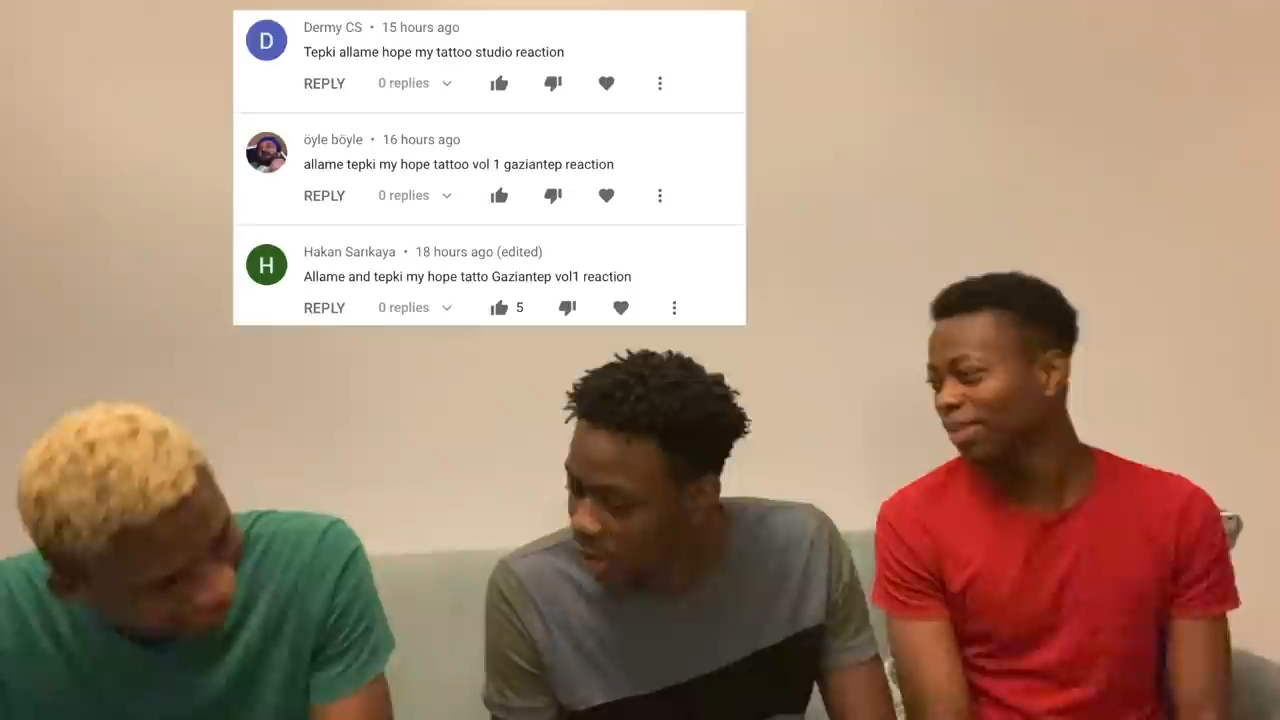 D
Dermy CS • 15 hours ago
Tepki allame hope my tattoo studio reaction
REPLY 0 replies
öyle böyle • 16 hours ago
allame tepki my hope tattoo vol 1 gaziantep reaction
REPLY 0 replies
H
Hakan Sarıkaya • 18 hours ago (edited)
Allame and tepki my hope tatto Gaziantep vol1 reaction
REPLY 0 replies 5